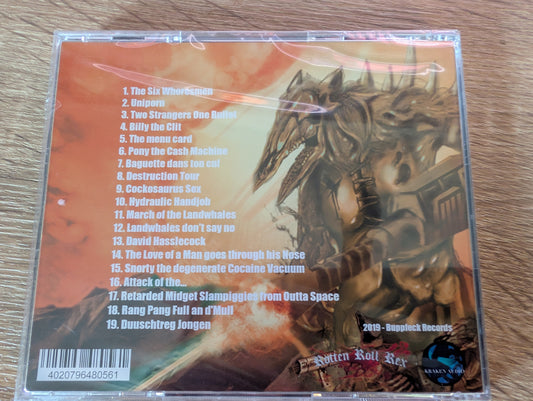 1. The Six Whoresmen
2. Uniporn
3. Two Strangers One Bullet
4. Billy the Clit
5. The menu card
6. Pony the Cash Machine
7. Baguette dans ton cul
8. Destruction Tour
9. Cockosaurus Sex
10. Hydraulic Handjob
11. March of the Landwhales
12. Landwhales don't say no
13. David Hasslecock
14. The Love of a Man goes through his Hose
15. Snorty the degenerate Cocaine Vacuum
16. Attack of the...
17. Retarded Midget Slampiggies from Outta Space
18. Rang Pang Full an d'Mull
19. Duuschtreg Jongen
2019 - Rupplock Records
Rotten Roll Rex
KRAKEN AUDIO
4020796480561